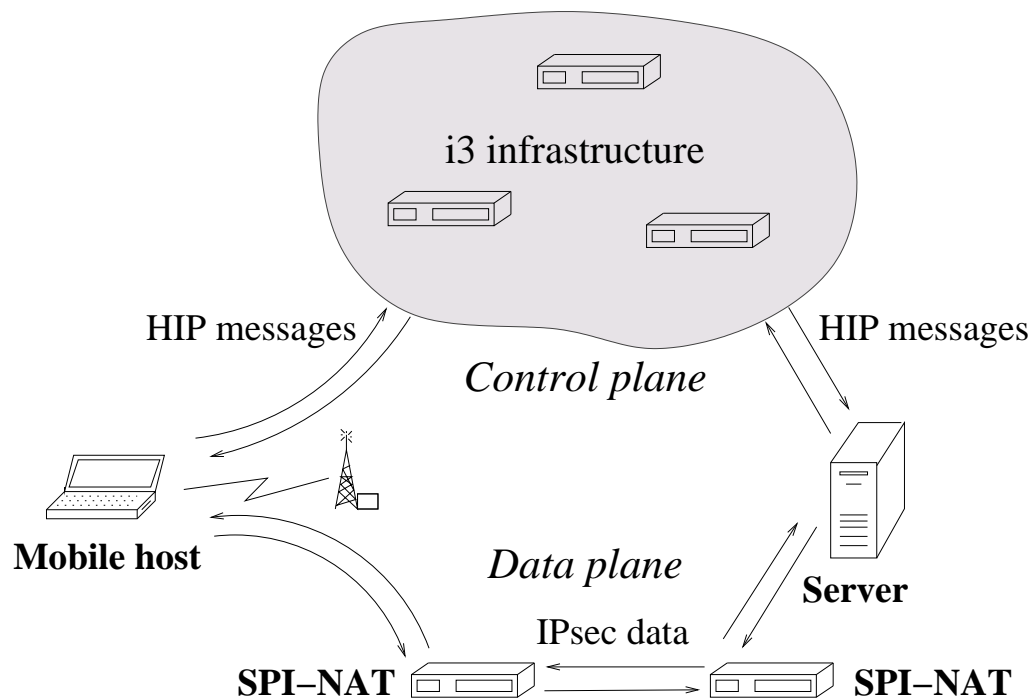 i3 infrastructure
HIP messages
HIP messages
Control plane
Mobile host
Data plane
Server
IPsec data
SPI–NAT
SPI–NAT